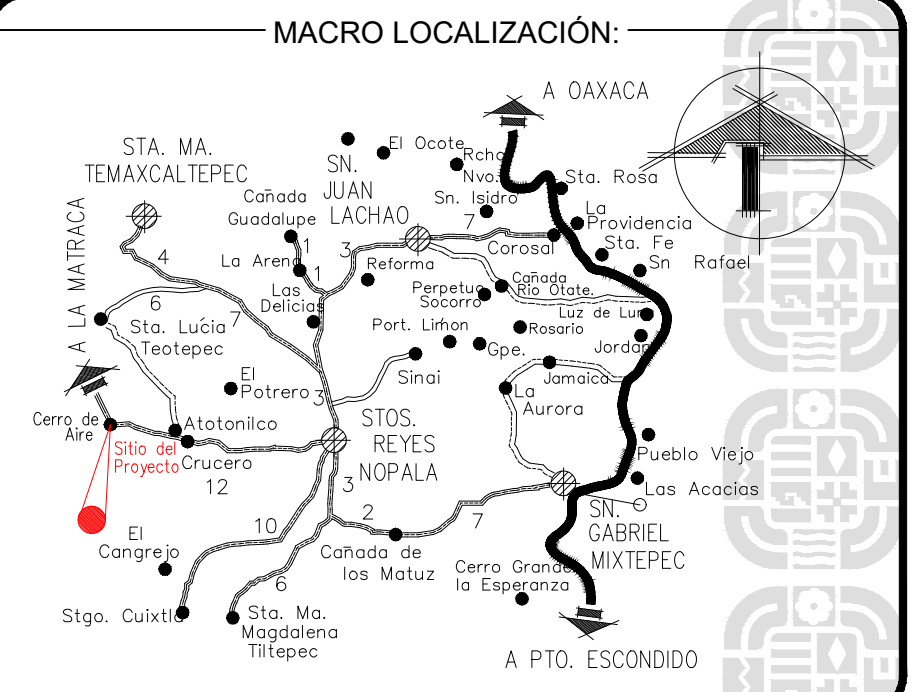 MACRO LOCALIZACIÓN:
A OAXACA
STA. MA.
TEMAXCALTEPEC
El Ocote
SN.
JUAN
LACHAO
Rcho
Nvo.
Sn. Isidro
Sta. Rosa
Cañada
Guadalupe
La
Providencia
7
Corosal
Sta. Fe
Sn Rafael
A LA MATRACA
4
1
3
La Arena
1
Reforma
Las
Delicias
Perpetuo
Socorro
Cañada
Rio Otate.
6
7
Sta. Lucia
Teotepec
Port. Limon
Rosario
Luz de Luna
Gpe.
Jordan
El
Potrero
3
Sinai
Jamaica
La
Aurora
Cerro de
Aire
Atotonilco
Sitio del
Proyecto
Crucero
12
STOS.
REYES
NOPALA
Pueblo Viejo
Las Acacias
3
10
2
7
SN.
GABRIEL
MIXTEPEC
El
Cangrejo
Cañada de
los Matuz
6
Cerro Grande
la Esperanza
Stgo. Cuixtla
Sta. Ma.
Magdalena
Tiltepec
A PTO. ESCONDIDO